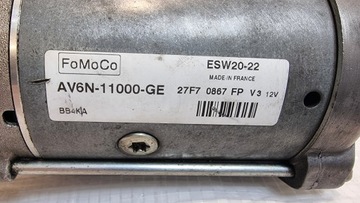 FoMoCo
ESW20-22
MADE IN FRANCE
AV6N-11000-GE
27F7 0867 FP V3 12V
BB4KA